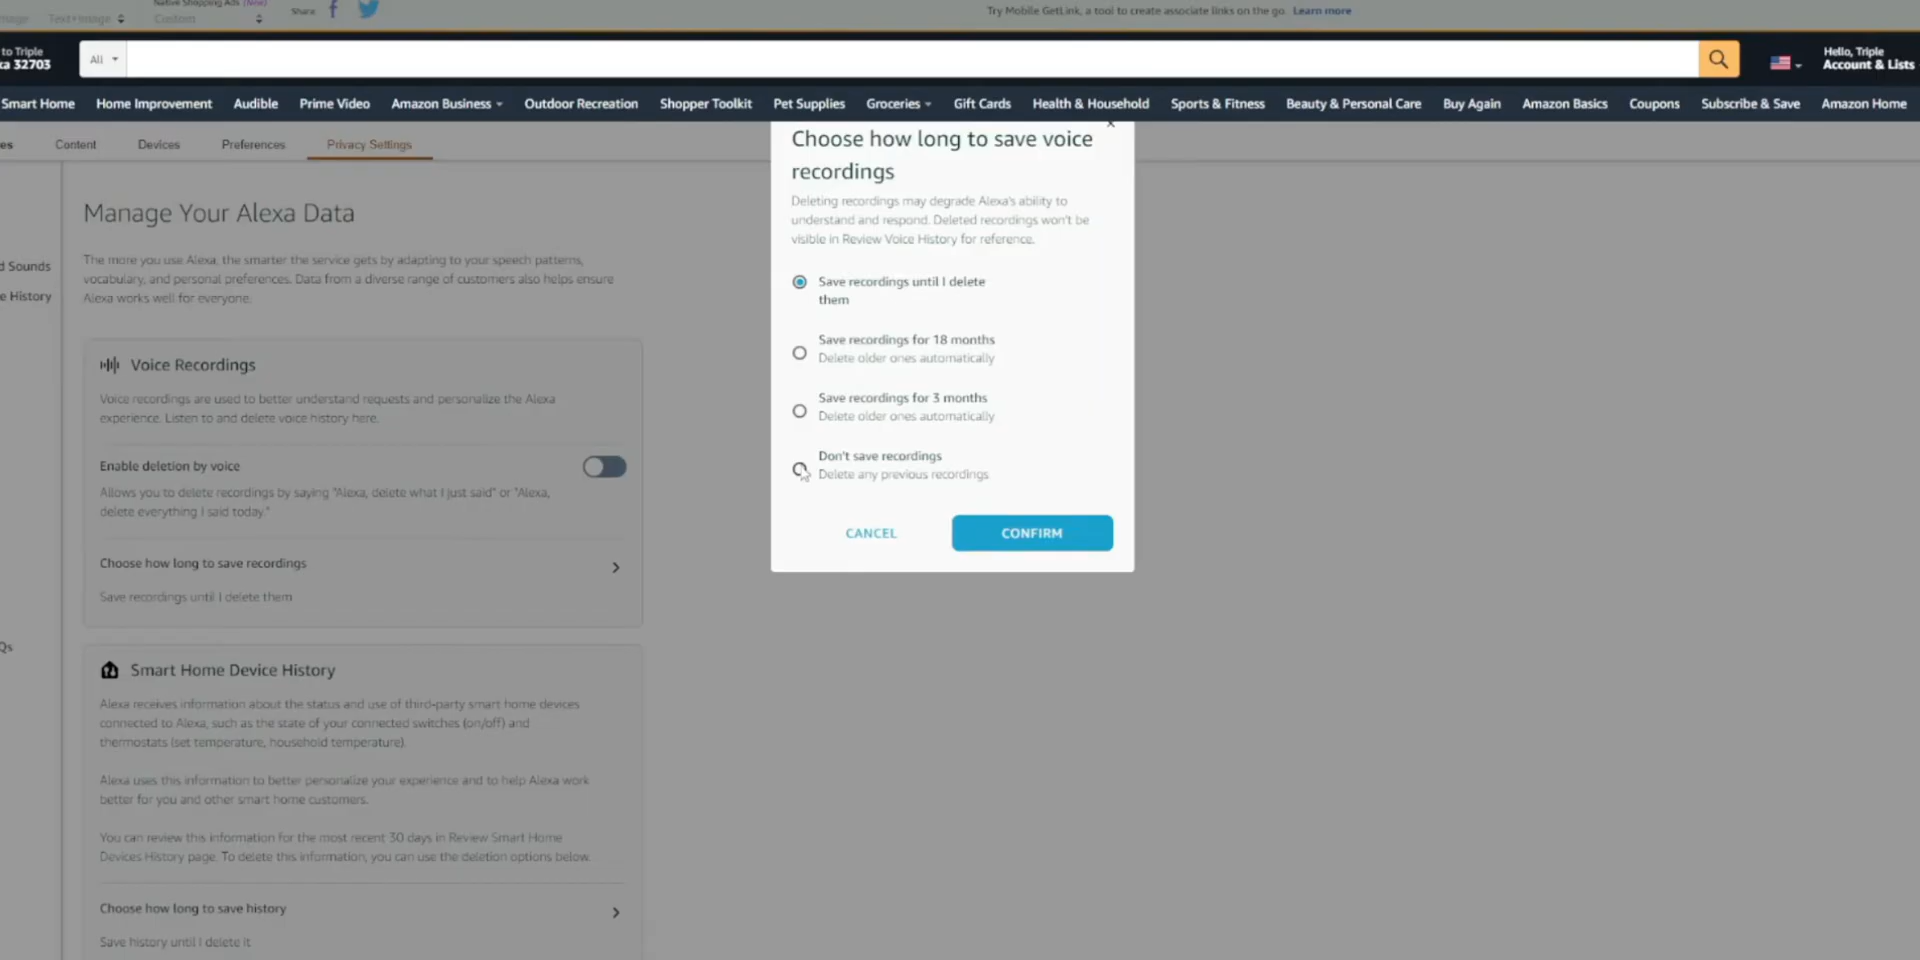 Native Shopping Ads (New)
Text+Image
Custom
Share:
Try Mobile GetLink, a tool to create associate links on the go. Learn more
to Triple
32703
All
Hello, Triple
Account & Lists
Smart Home Home Improvement Audible Prime Video Amazon Business Outdoor Recreation Shopper Toolkit Pet Supplies Groceries Gift Cards Health & Household Sports & Fitness Beauty & Personal Care Buy Again Amazon Basics Coupons Subscribe & Save Amazon Home
Content Devices Preferences Privacy Settings
Choose how long to save voice
recordings
Deleting recordings may degrade Alexa's ability to
understand and respond. Deleted recordings won't be
visible in Review Voice History for reference.
Save recordings until I delete
them
Save recordings for 18 months
Delete older ones automatically
Save recordings for 3 months
Delete older ones automatically
Don't save recordings
Delete any previous recordings
CANCEL CONFIRM
Sounds
History
Qs
Manage Your Alexa Data
The more you use Alexa, the smarter the service gets by adapting to your speech patterns,
vocabulary, and personal preferences. Data from a diverse range of customers also helps ensure
Alexa works well for everyone.
Voice Recordings
Voice recordings are used to better understand requests and personalize the Alexa
experience. Listen to and delete voice history here.
Enable deletion by voice
Allows you to delete recordings by saying "Alexa, delete what I just said" or "Alexa,
delete everything I said today."
Choose how long to save recordings
Save recordings until I delete them
Smart Home Device History
Alexa receives information about the status and use of third-party smart home devices
connected to Alexa, such as the state of your connected switches (on/off) and
thermostats (set temperature, household temperature).
Alexa uses this information to better personalize your experience and to help Alexa work
better for you and other smart home customers.
You can review this information for the most recent 30 days in Review Smart Home
Devices History page. To delete this information, you can use the deletion options below.
Choose how long to save history
Save history until I delete it